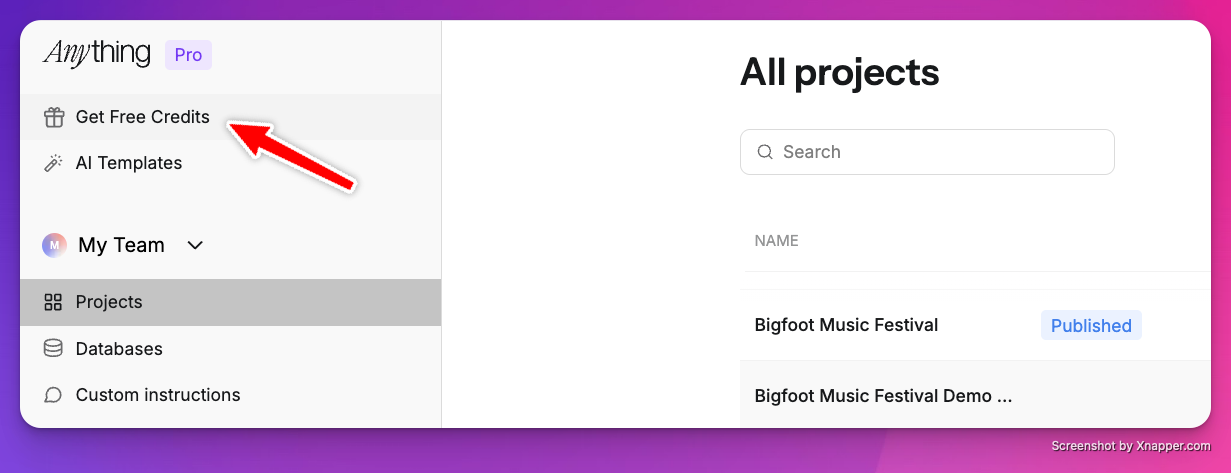 Anything Pro
Get Free Credits
AI Templates
M My Team
Projects
Databases
Custom instructions
All projects
Search
NAME
Bigfoot Music Festival Published
Bigfoot Music Festival Demo ...
Screenshot by Xnapper.com